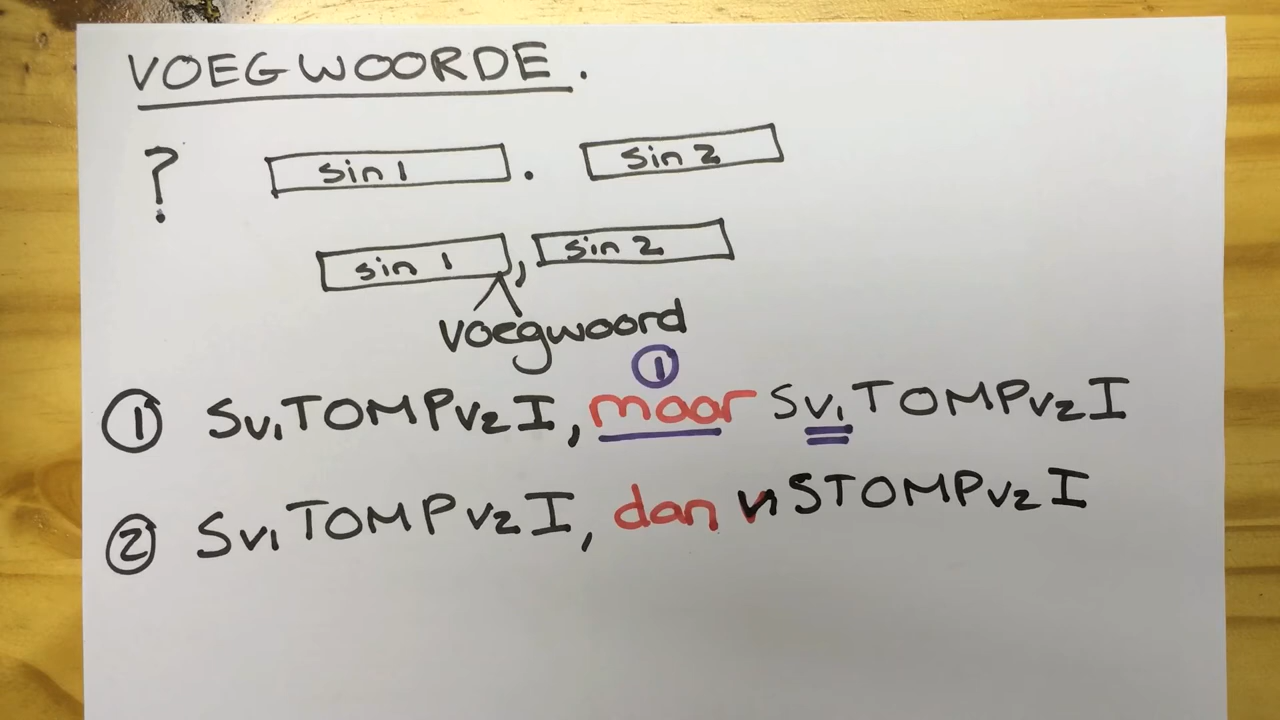 VOEGWOORDE.
? sin 1 . sin 2
sin 1 , sin 2
voegwoord
①
① Sv₁TOMPv₂I, maar Sv₁TOMPv₂I
② Sv₁TOMPv₂I, dan v₁STOMPv₂I